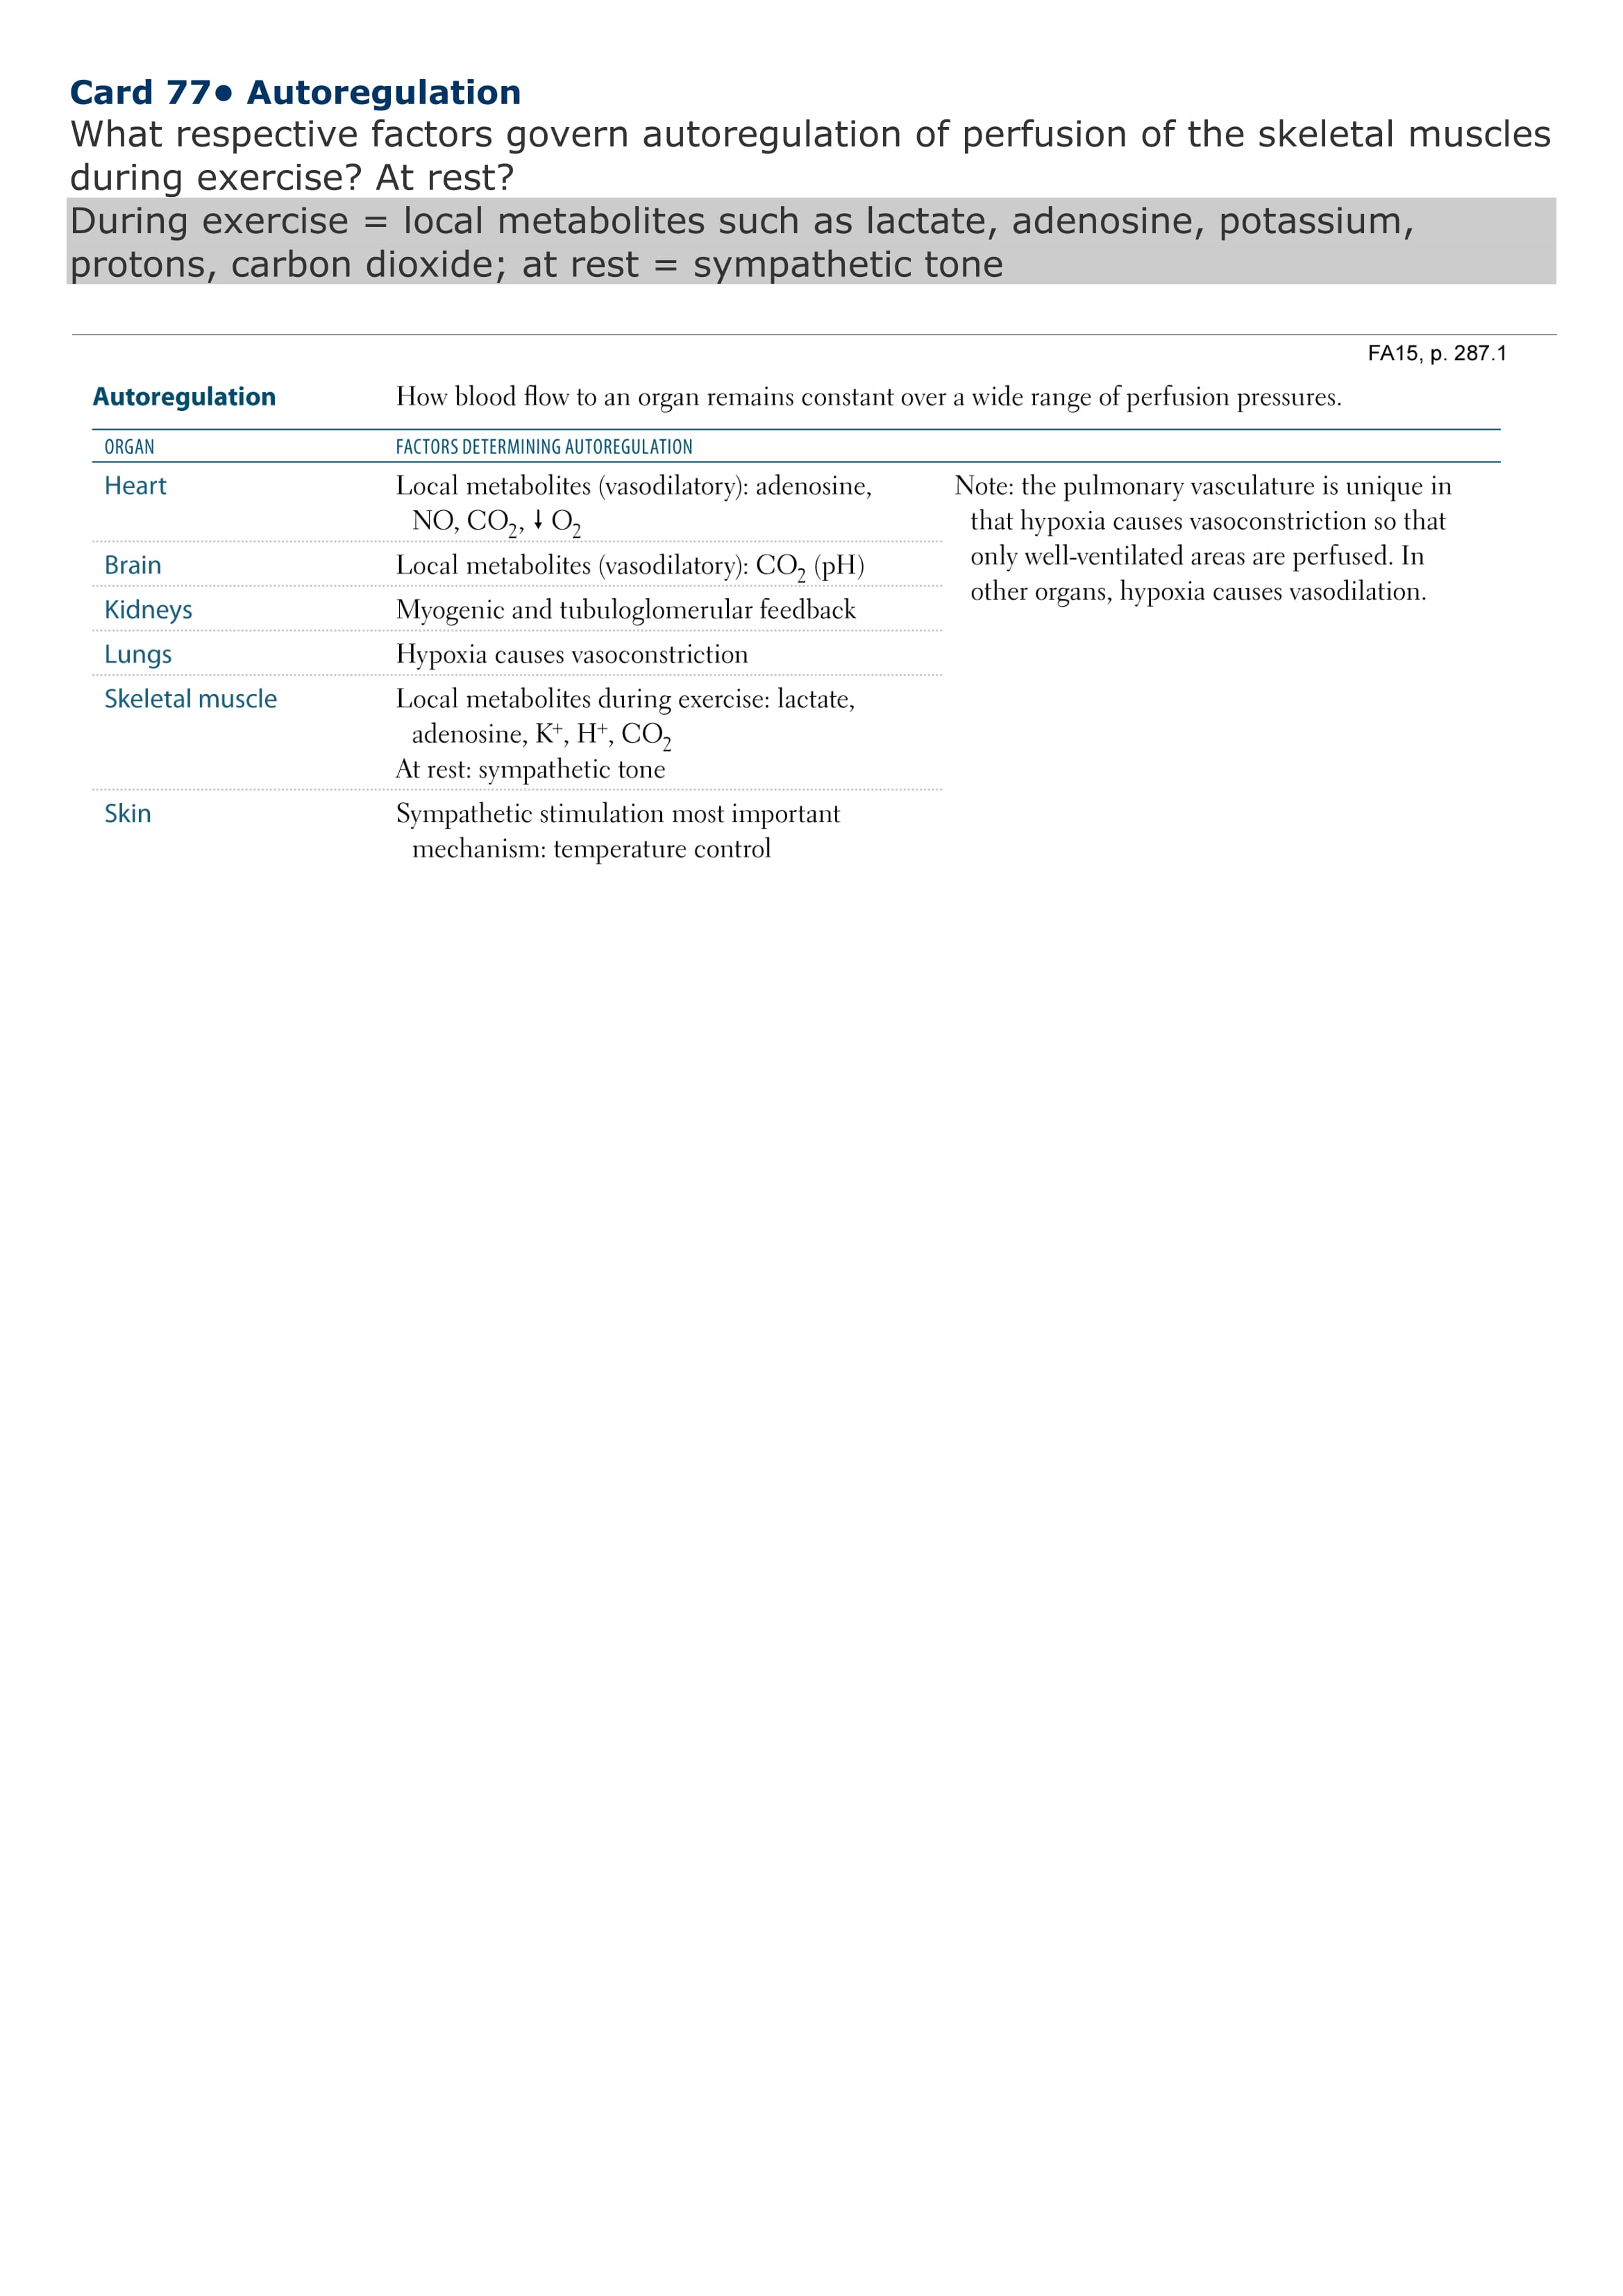 Card 77● Autoregulation
What respective factors govern autoregulation of perfusion of the skeletal muscles
during exercise? At rest?
During exercise = local metabolites such as lactate, adenosine, potassium,
protons, carbon dioxide; at rest = sympathetic tone
FA15, p. 287.1
Autoregulation How blood flow to an organ remains constant over a wide range of perfusion pressures.
ORGAN FACTORS DETERMINING AUTOREGULATION
Heart Local metabolites (vasodilatory): adenosine,
NO, CO₂, ↓ O₂
Note: the pulmonary vasculature is unique in
that hypoxia causes vasoconstriction so that
only well-ventilated areas are perfused. In
other organs, hypoxia causes vasodilation.
Brain Local metabolites (vasodilatory): CO₂ (pH)
Kidneys Myogenic and tubuloglomerular feedback
Lungs Hypoxia causes vasoconstriction
Skeletal muscle Local metabolites during exercise: lactate,
adenosine, K⁺, H⁺, CO₂
At rest: sympathetic tone
Skin Sympathetic stimulation most important
mechanism: temperature control